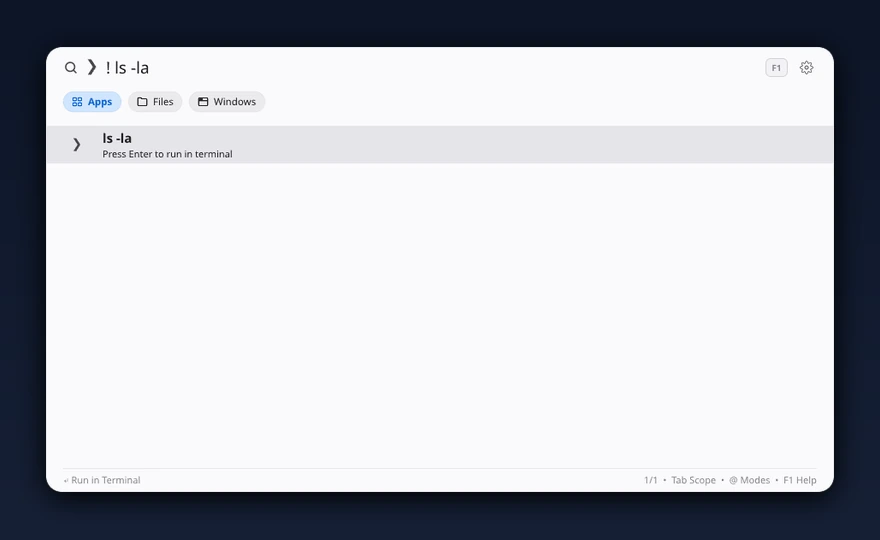 ❯ ! ls -la F1
Apps Files Windows
❯ ls -la
Press Enter to run in terminal
↵ Run in Terminal 1/1 • Tab Scope • @ Modes • F1 Help